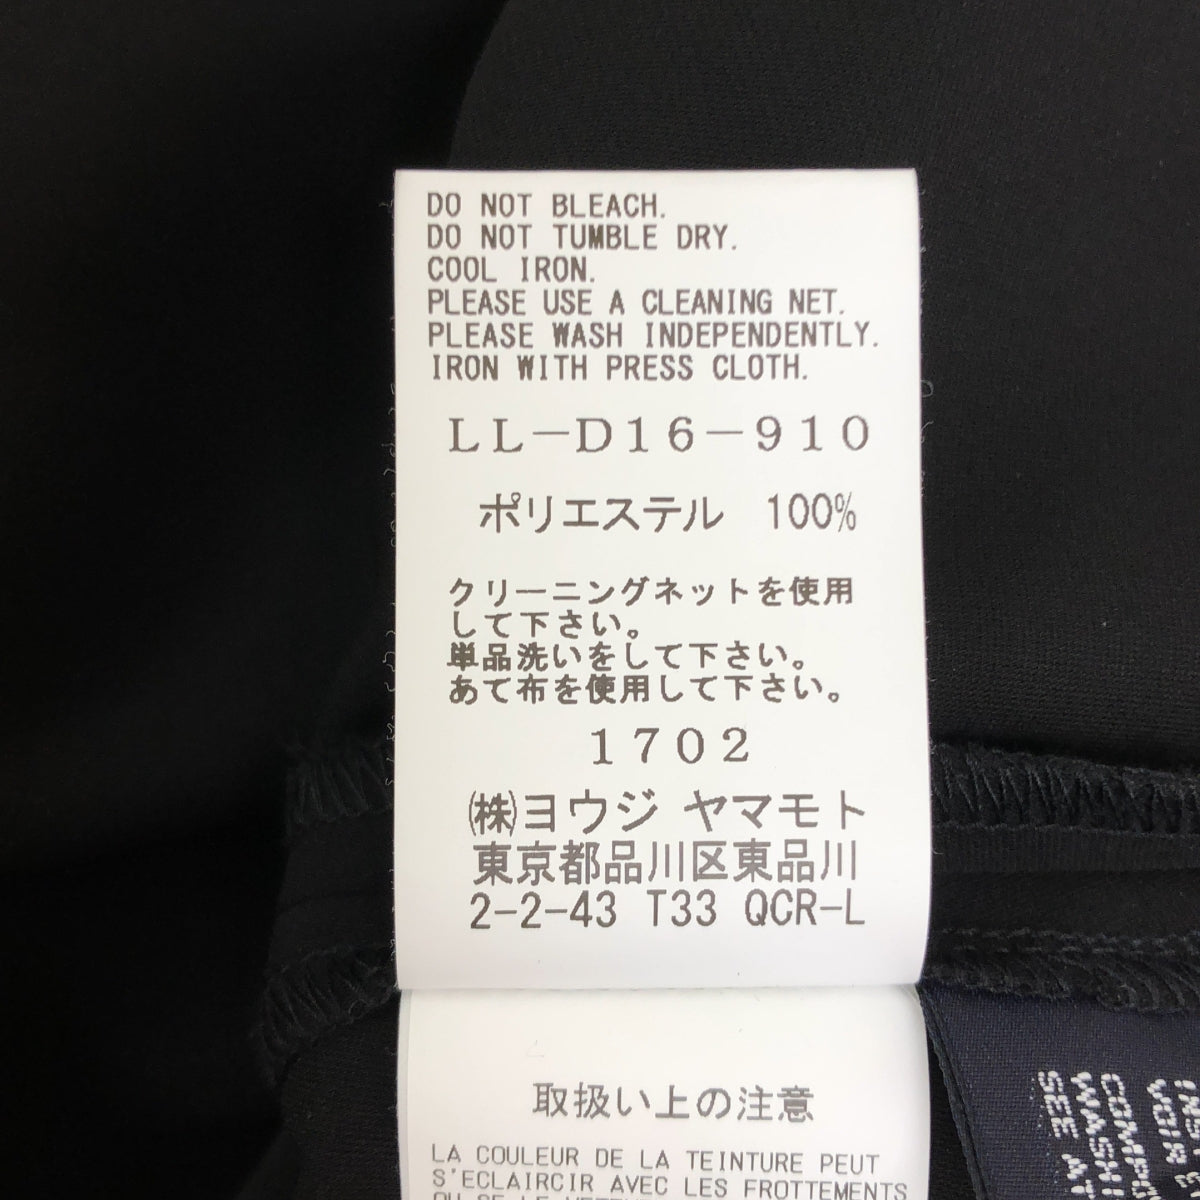 DO NOT BLEACH.
DO NOT TUMBLE DRY.
COOL IRON.
PLEASE USE A CLEANING NET.
PLEASE WASH INDEPENDENTLY.
IRON WITH PRESS CLOTH.
LL-D16-910
ポリエステル 100%
クリーニングネットを使用
して下さい。
単品洗いをして下さい。
あて布を使用して下さい。
1702
㈱ヨウジ ヤマモト
東京都品川区東品川
2-2-43 T33 QCR-L
取扱い上の注意
LA COULEUR DE LA TEINTURE PEUT
S'ECLAIRCIR AVEC LES FROTTEMENTS
VOIR
WASH
SEE